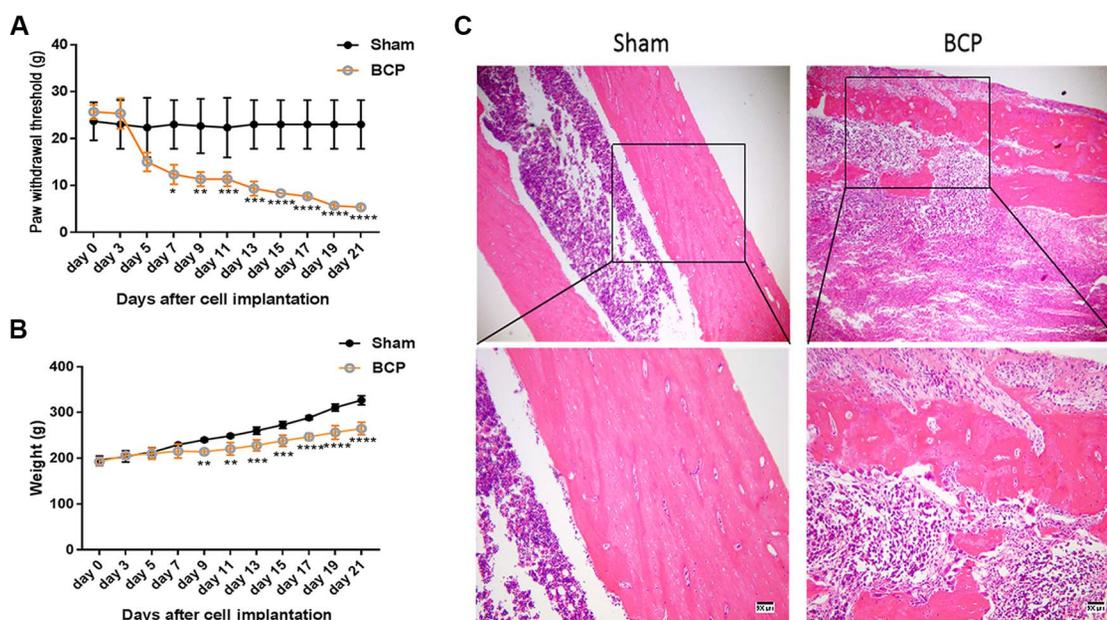 A
40
30
20
10
0
Paw withdrawal threshold (g)
Sham
BCP
* ** *** *** **** **** **** ****
day 0 day 3 day 5 day 7 day 9 day 11 day 13 day 15 day 17 day 19 day 21
Days after cell implantation
B
400
300
200
100
0
Weight (g)
Sham
BCP
** ** *** *** **** **** ****
day 0 day 3 day 5 day 7 day 9 day 11 day 13 day 15 day 17 day 19 day 21
Days after cell implantation
C
Sham BCP